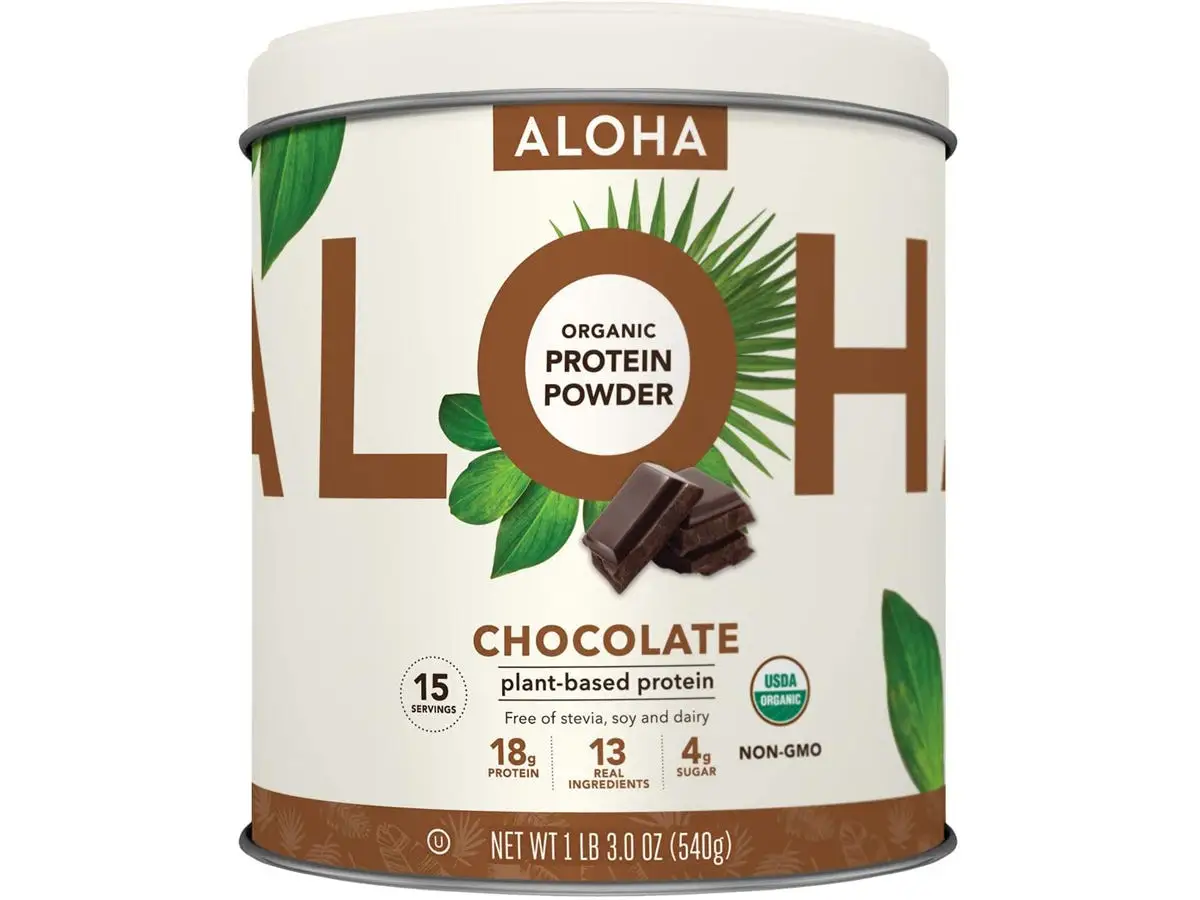 ALOHA
ALOHA
ORGANIC
PROTEIN
POWDER
CHOCOLATE
plant-based protein
15
SERVINGS
USDA
ORGANIC
Free of stevia, soy and dairy
18g
PROTEIN
13
REAL
INGREDIENTS
4g
SUGAR
NON-GMO
U
NET WT 1 LB 3.0 OZ (540g)